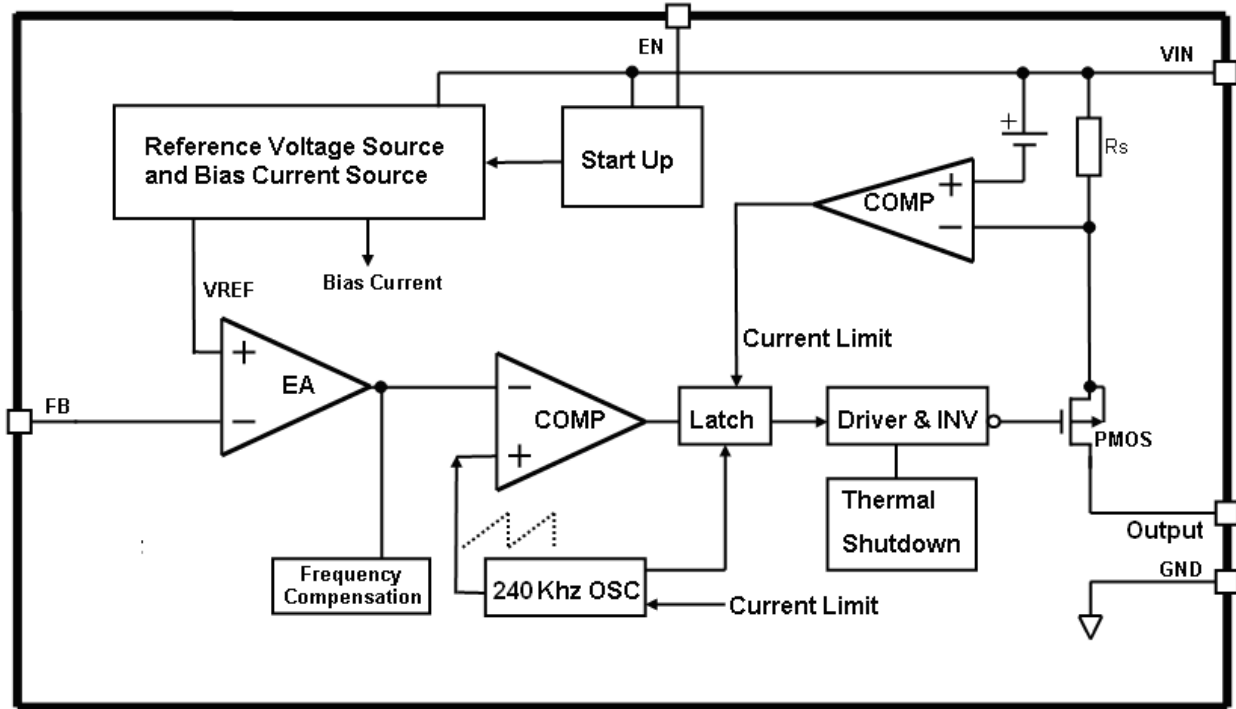 EN
VIN
Reference Voltage Source
and Bias Current Source
Start Up
+
Rs
COMP
+
−
Bias Current
VREF
Current Limit
+
EA
−
FB
−
COMP
+
Latch
Driver & INV
PMOS
Thermal
Shutdown
Output
GND
Frequency
Compensation
240 Khz OSC
Current Limit